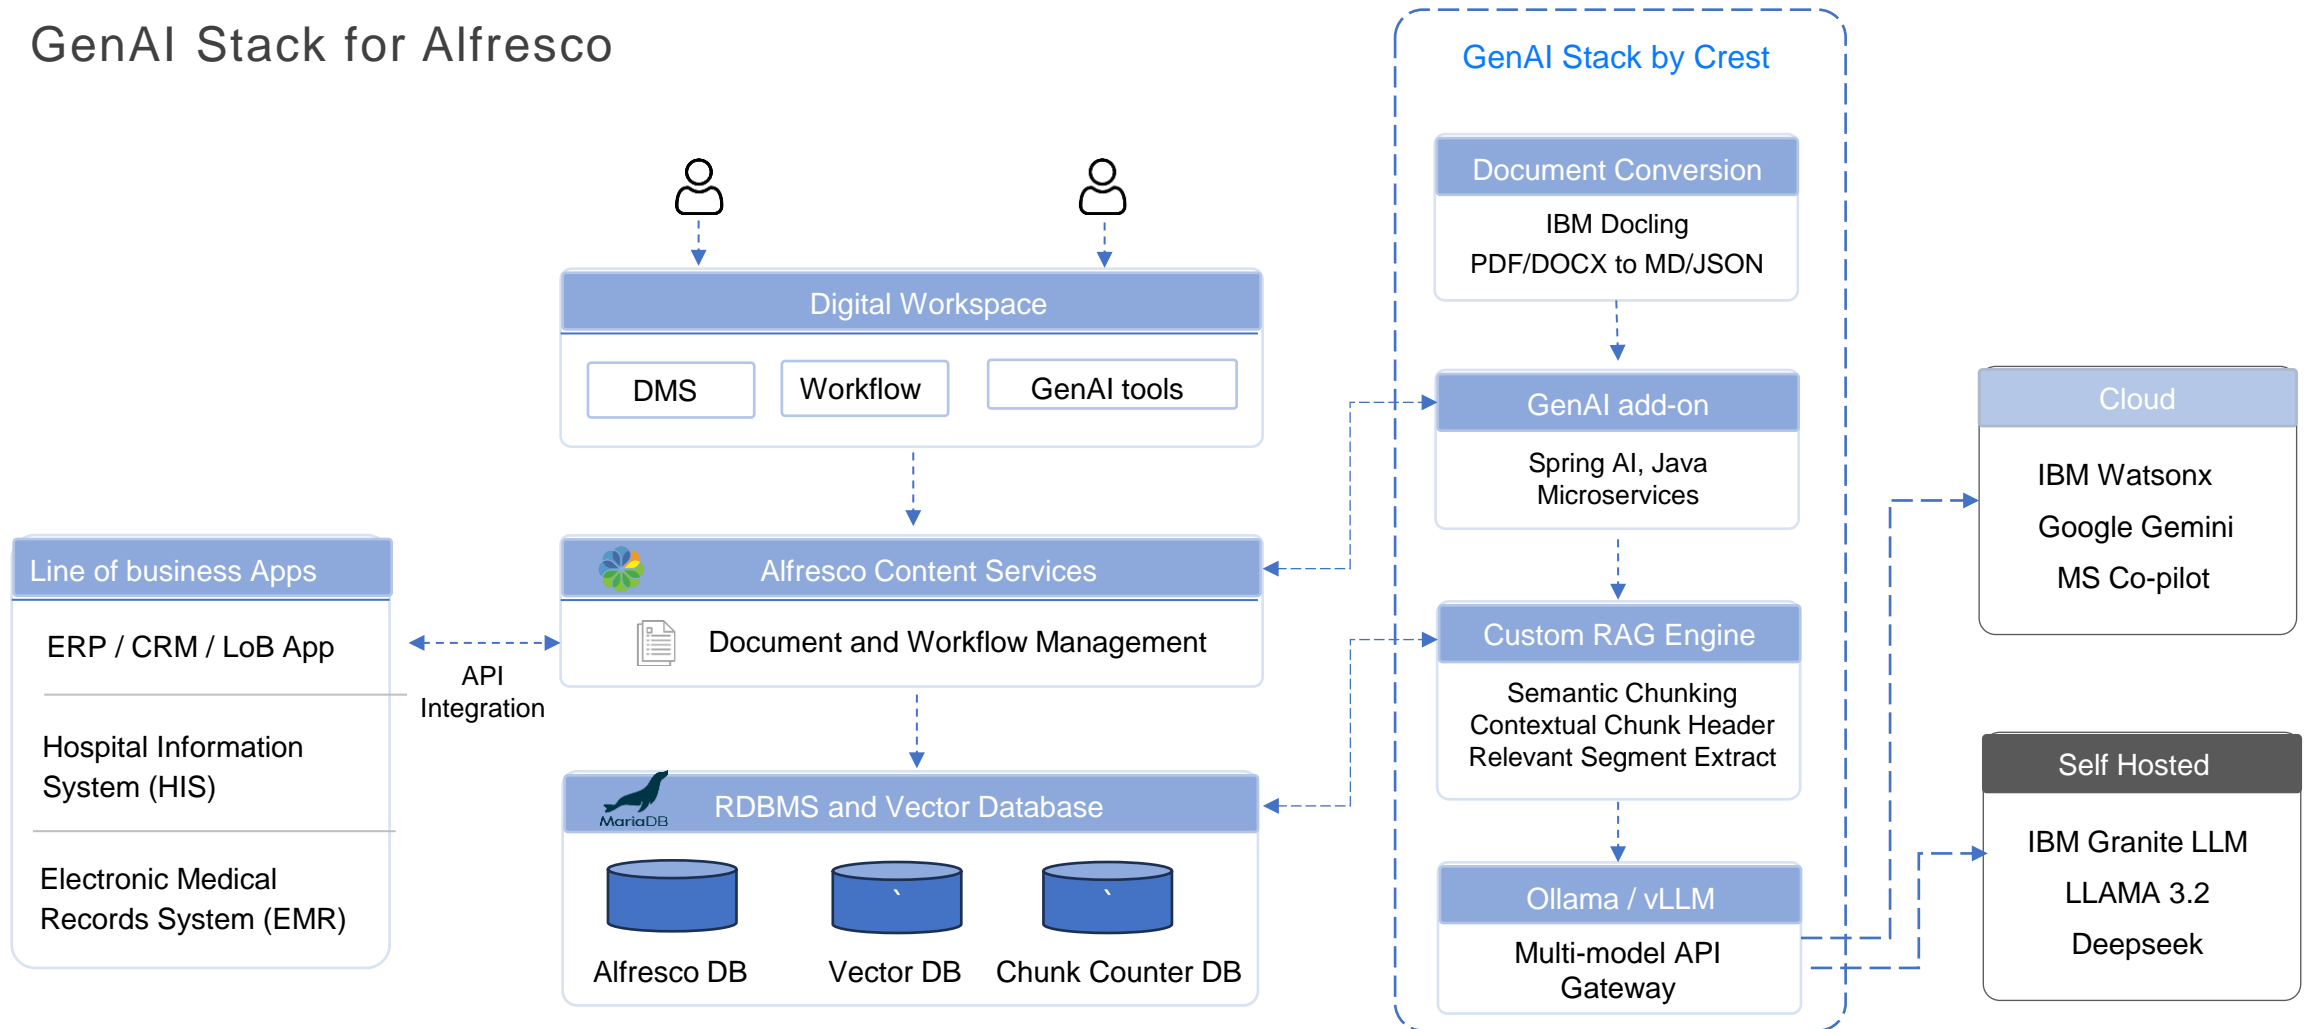 GenAI Stack for Alfresco
GenAI Stack by Crest
Document Conversion
IBM Docling
PDF/DOCX to MD/JSON
Digital Workspace
DMS
Workflow
GenAI tools
GenAI add-on
Spring AI, Java
Microservices
Cloud
IBM Watsonx
Google Gemini
MS Co-pilot
Line of business Apps
ERP / CRM / LoB App
Hospital Information
System (HIS)
Electronic Medical
Records System (EMR)
API
Integration
Alfresco Content Services
Document and Workflow Management
Custom RAG Engine
Semantic Chunking
Contextual Chunk Header
Relevant Segment Extract
MariaDB
RDBMS and Vector Database
`
`
Alfresco DB
Vector DB
Chunk Counter DB
Ollama / vLLM
Multi-model API
Gateway
Self Hosted
IBM Granite LLM
LLAMA 3.2
Deepseek